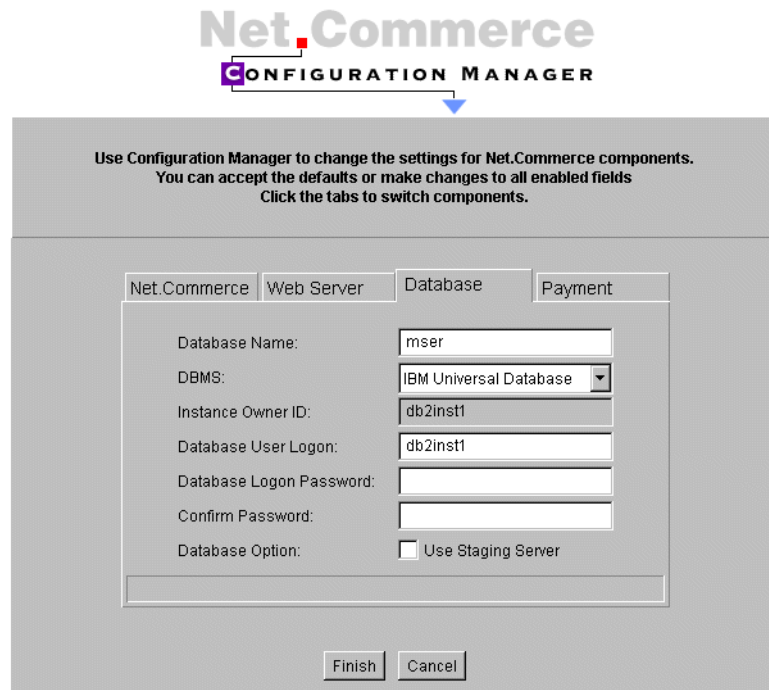 Net.Commerce
CONFIGURATION MANAGER
Use Configuration Manager to change the settings for Net.Commerce components.
You can accept the defaults or make changes to all enabled fields
Click the tabs to switch components.
Net.Commerce Web Server Database Payment
Database Name: mser
DBMS: IBM Universal Database
Instance Owner ID: db2inst1
Database User Logon: db2inst1
Database Logon Password:
Confirm Password:
Database Option: Use Staging Server
Finish Cancel